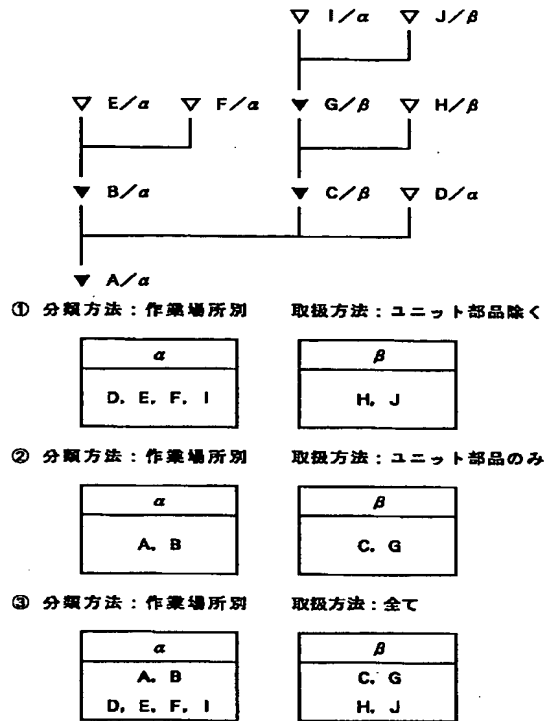 ▽ I/α ▽ J/β
▽ E/α ▽ F/α ▼ G/β ▽ H/β
▼ B/α ▼ C/β ▽ D/α
▼ A/α
① 分類方法:作業場所別 取扱方法:ユニット部品除く
α β
D, E, F, I H, J
② 分類方法:作業場所別 取扱方法:ユニット部品のみ
α β
A, B C, G
③ 分類方法:作業場所別 取扱方法:全て
α β
A, B C, G
D, E, F, I H, J